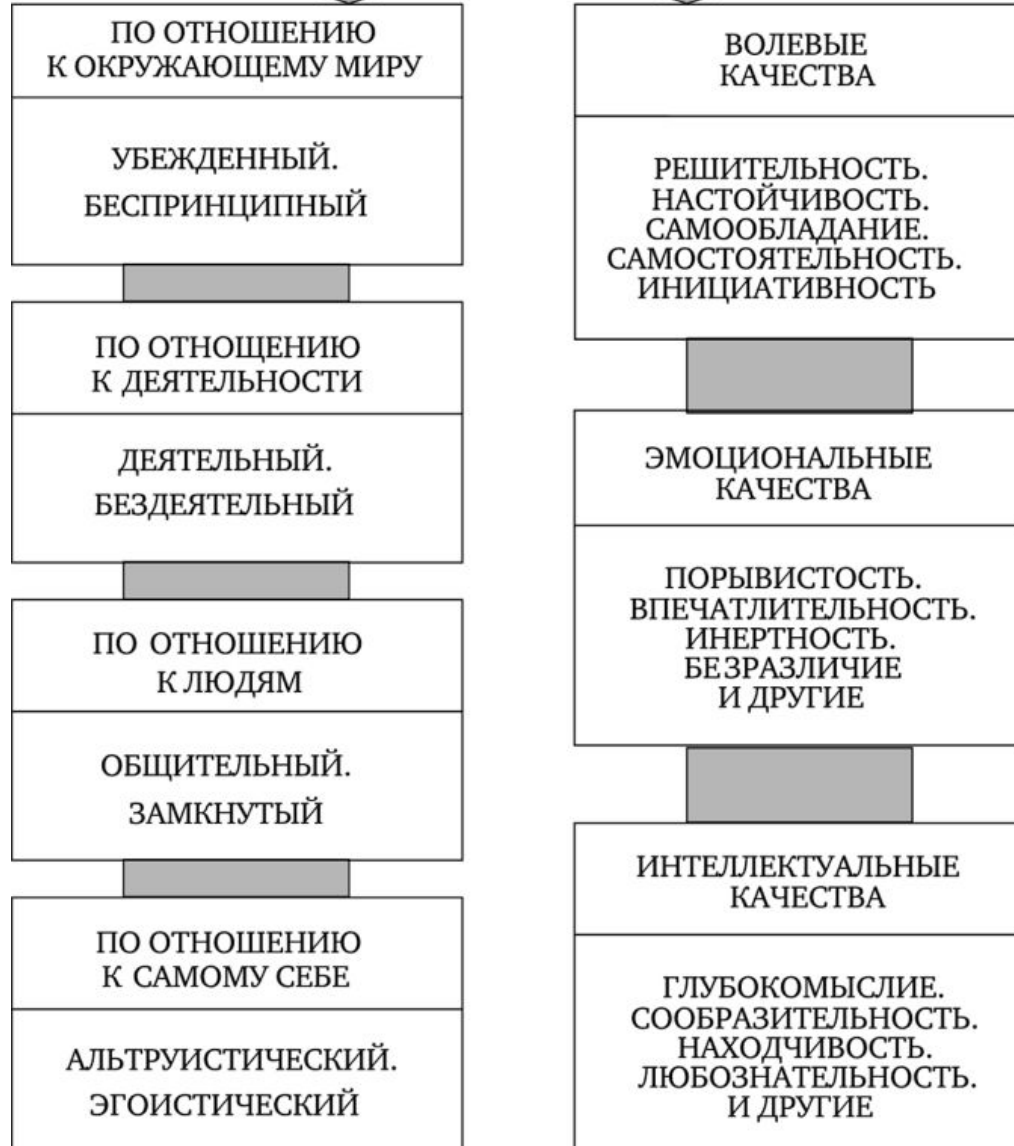 ПО ОТНОШЕНИЮ
К ОКРУЖАЮЩЕМУ МИРУ
УБЕЖДЕННЫЙ.
БЕСПРИНЦИПНЫЙ
ПО ОТНОЩЕНИЮ
К ДЕЯТЕЛЬНОСТИ
ДЕЯТЕЛЬНЫЙ.
БЕЗДЕЯТЕЛЬНЫЙ
ПО ОТНОШЕНИЮ
К ЛЮДЯМ
ОБЩИТЕЛЬНЫЙ.
ЗАМКНУТЫЙ
ПО ОТНОШЕНИЮ
К САМОМУ СЕБЕ
АЛЬТРУИСТИЧЕСКИЙ.
ЭГОИСТИЧЕСКИЙ
ВОЛЕВЫЕ
КАЧЕСТВА
РЕШИТЕЛЬНОСТЬ.
НАСТОЙЧИВОСТЬ.
САМООБЛАДАНИЕ.
САМОСТОЯТЕЛЬНОСТЬ.
ИНИЦИАТИВНОСТЬ
ЭМОЦИОНАЛЬНЫЕ
КАЧЕСТВА
ПОРЫВИСТОСТЬ.
ВПЕЧАТЛИТЕЛЬНОСТЬ.
ИНЕРТНОСТЬ.
БЕЗРАЗЛИЧИЕ
И ДРУГИЕ
ИНТЕЛЛЕКТУАЛЬНЫЕ
КАЧЕСТВА
ГЛУБОКОМЫСЛИЕ.
СООБРАЗИТЕЛЬНОСТЬ.
НАХОДЧИВОСТЬ.
ЛЮБОЗНАТЕЛЬНОСТЬ.
И ДРУГИЕ